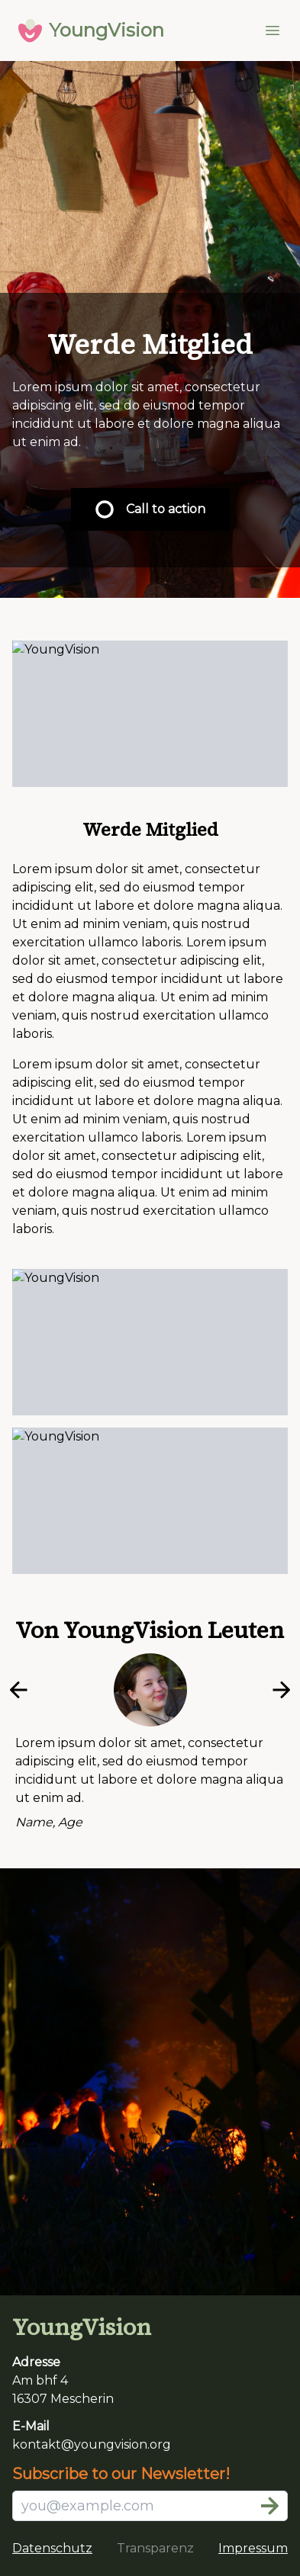 YoungVision
Werde Mitglied
Lorem ipsum dolor sit amet, consectetur
adipiscing elit, sed do eiusmod tempor
incididunt ut labore et dolore magna aliqua
ut enim ad.
Call to action
YoungVision
Werde Mitglied
Lorem ipsum dolor sit amet, consectetur
adipiscing elit, sed do eiusmod tempor
incididunt ut labore et dolore magna aliqua.
Ut enim ad minim veniam, quis nostrud
exercitation ullamco laboris. Lorem ipsum
dolor sit amet, consectetur adipiscing elit,
sed do eiusmod tempor incididunt ut labore
et dolore magna aliqua. Ut enim ad minim
veniam, quis nostrud exercitation ullamco
laboris.
Lorem ipsum dolor sit amet, consectetur
adipiscing elit, sed do eiusmod tempor
incididunt ut labore et dolore magna aliqua.
Ut enim ad minim veniam, quis nostrud
exercitation ullamco laboris. Lorem ipsum
dolor sit amet, consectetur adipiscing elit,
sed do eiusmod tempor incididunt ut labore
et dolore magna aliqua. Ut enim ad minim
veniam, quis nostrud exercitation ullamco
laboris.
YoungVision
YoungVision
Von YoungVision Leuten
Lorem ipsum dolor sit amet, consectetur
adipiscing elit, sed do eiusmod tempor
incididunt ut labore et dolore magna aliqua
ut enim ad.
Name, Age
YoungVision
Adresse
Am bhf 4
16307 Mescherin
E-Mail
kontakt@youngvision.org
Subscribe to our Newsletter!
you@example.com
Datenschutz Transparenz Impressum